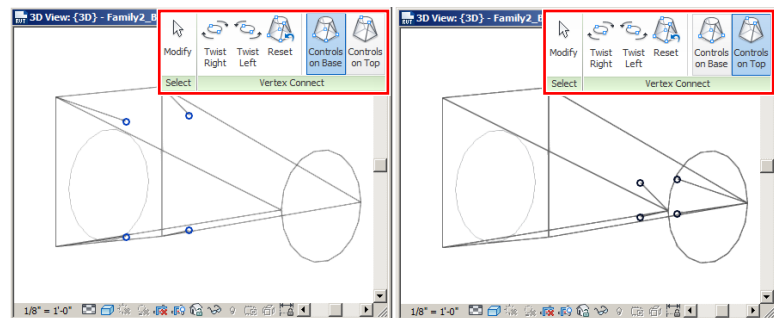 3D View: {3D} - Family2_B
Modify
Twist Right
Twist Left
Reset
Controls on Base
Controls on Top
Select
Vertex Connect
1/8" = 1'-0"
3D View: {3D} - Family2_B
Modify
Twist Right
Twist Left
Reset
Controls on Base
Controls on Top
Select
Vertex Connect
1/8" = 1'-0"